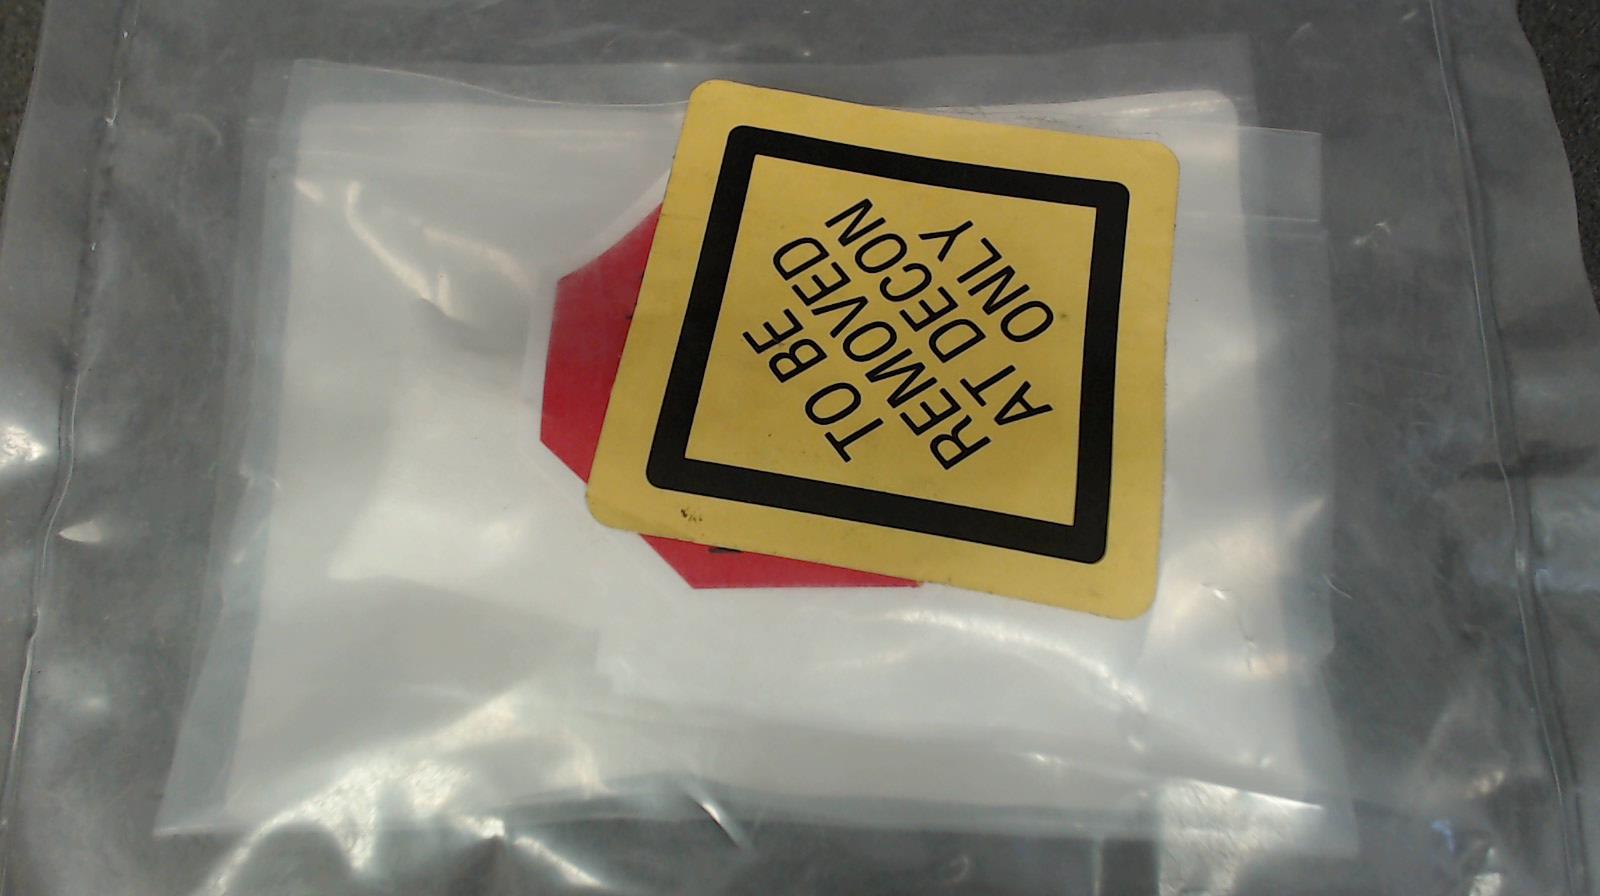 TO BE
REMOVED
AT DECON
ONLY